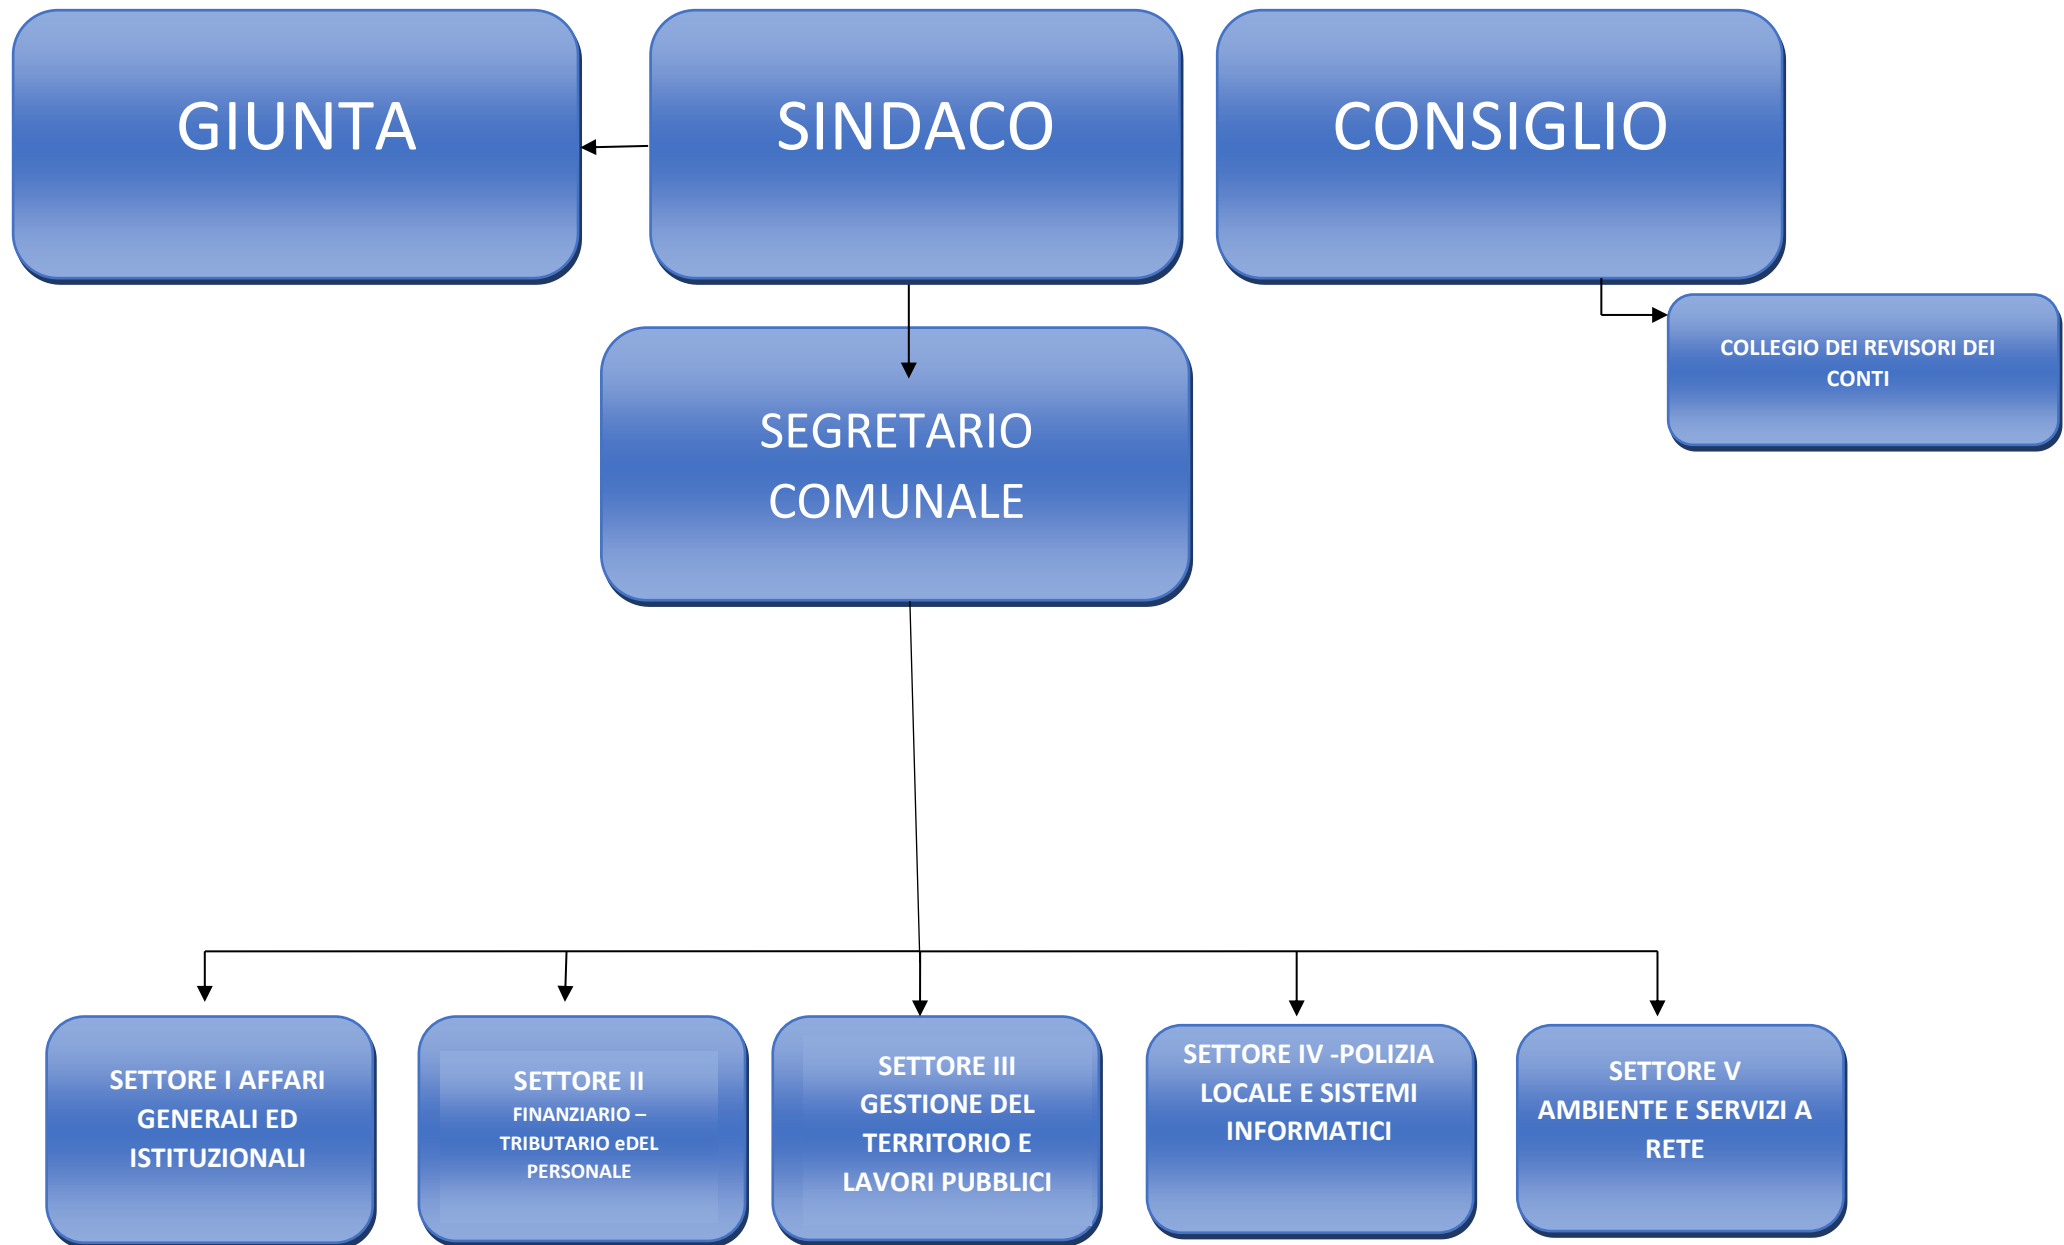 GIUNTA
SINDACO
CONSIGLIO
COLLEGIO DEI REVISORI DEI
CONTI
SEGRETARIO
COMUNALE
SETTORE I AFFARI
GENERALI ED
ISTITUZIONALI
SETTORE II
FINANZIARIO –
TRIBUTARIO eDEL
PERSONALE
SETTORE III
GESTIONE DEL
TERRITORIO E
LAVORI PUBBLICI
SETTORE IV -POLIZIA
LOCALE E SISTEMI
INFORMATICI
SETTORE V
AMBIENTE E SERVIZI A
RETE